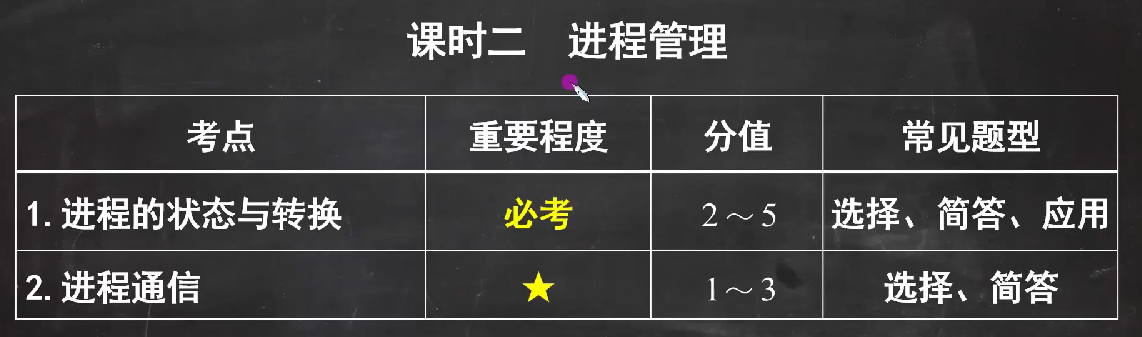 课时二 进程管理
考点 重要程度 分值 常见题型
1.进程的状态与转换 必考 2～5 选择、简答、应用
2.进程通信 ★ 1～3 选择、简答